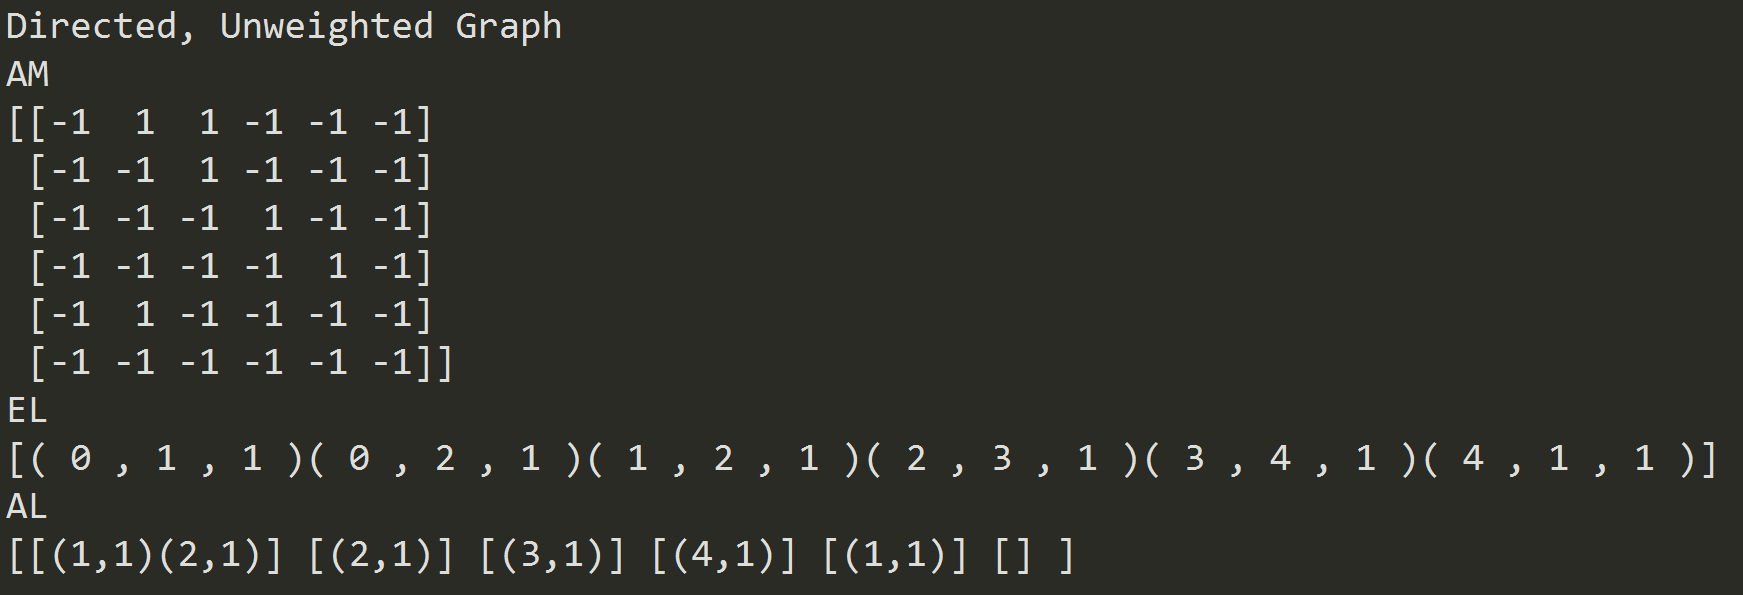 Directed, Unweighted Graph
AM
[[-1  1  1 -1 -1 -1]
 [-1 -1  1 -1 -1 -1]
 [-1 -1 -1  1 -1 -1]
 [-1 -1 -1 -1  1 -1]
 [-1  1 -1 -1 -1 -1]
 [-1 -1 -1 -1 -1 -1]]
EL
[( 0 , 1 , 1 )( 0 , 2 , 1 )( 1 , 2 , 1 )( 2 , 3 , 1 )( 3 , 4 , 1 )( 4 , 1 , 1 )]
AL
[[(1,1)(2,1)] [(2,1)] [(3,1)] [(4,1)] [(1,1)] [] ]